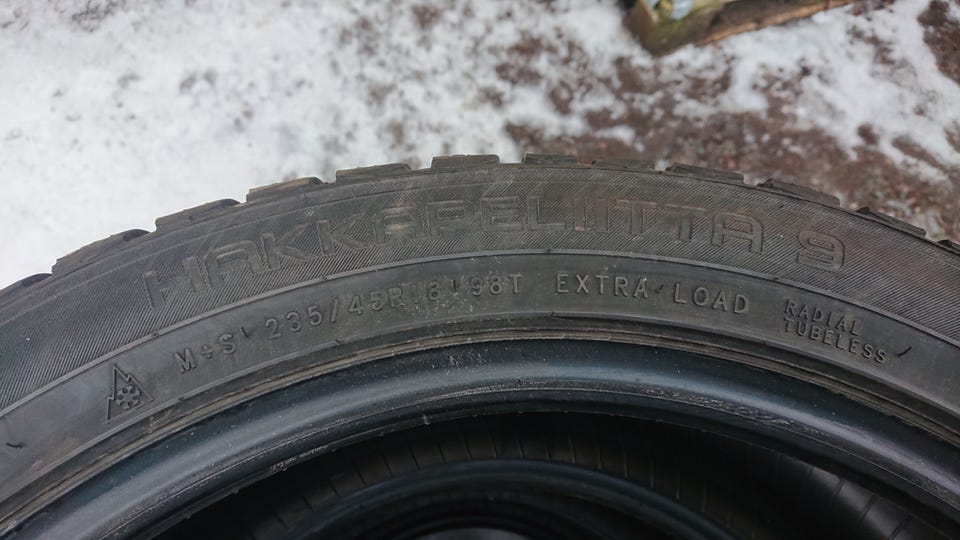 HAKKAPELIITTA 9
M+S 235/45R18 98T EXTRA LOAD
RADIAL
TUBELESS